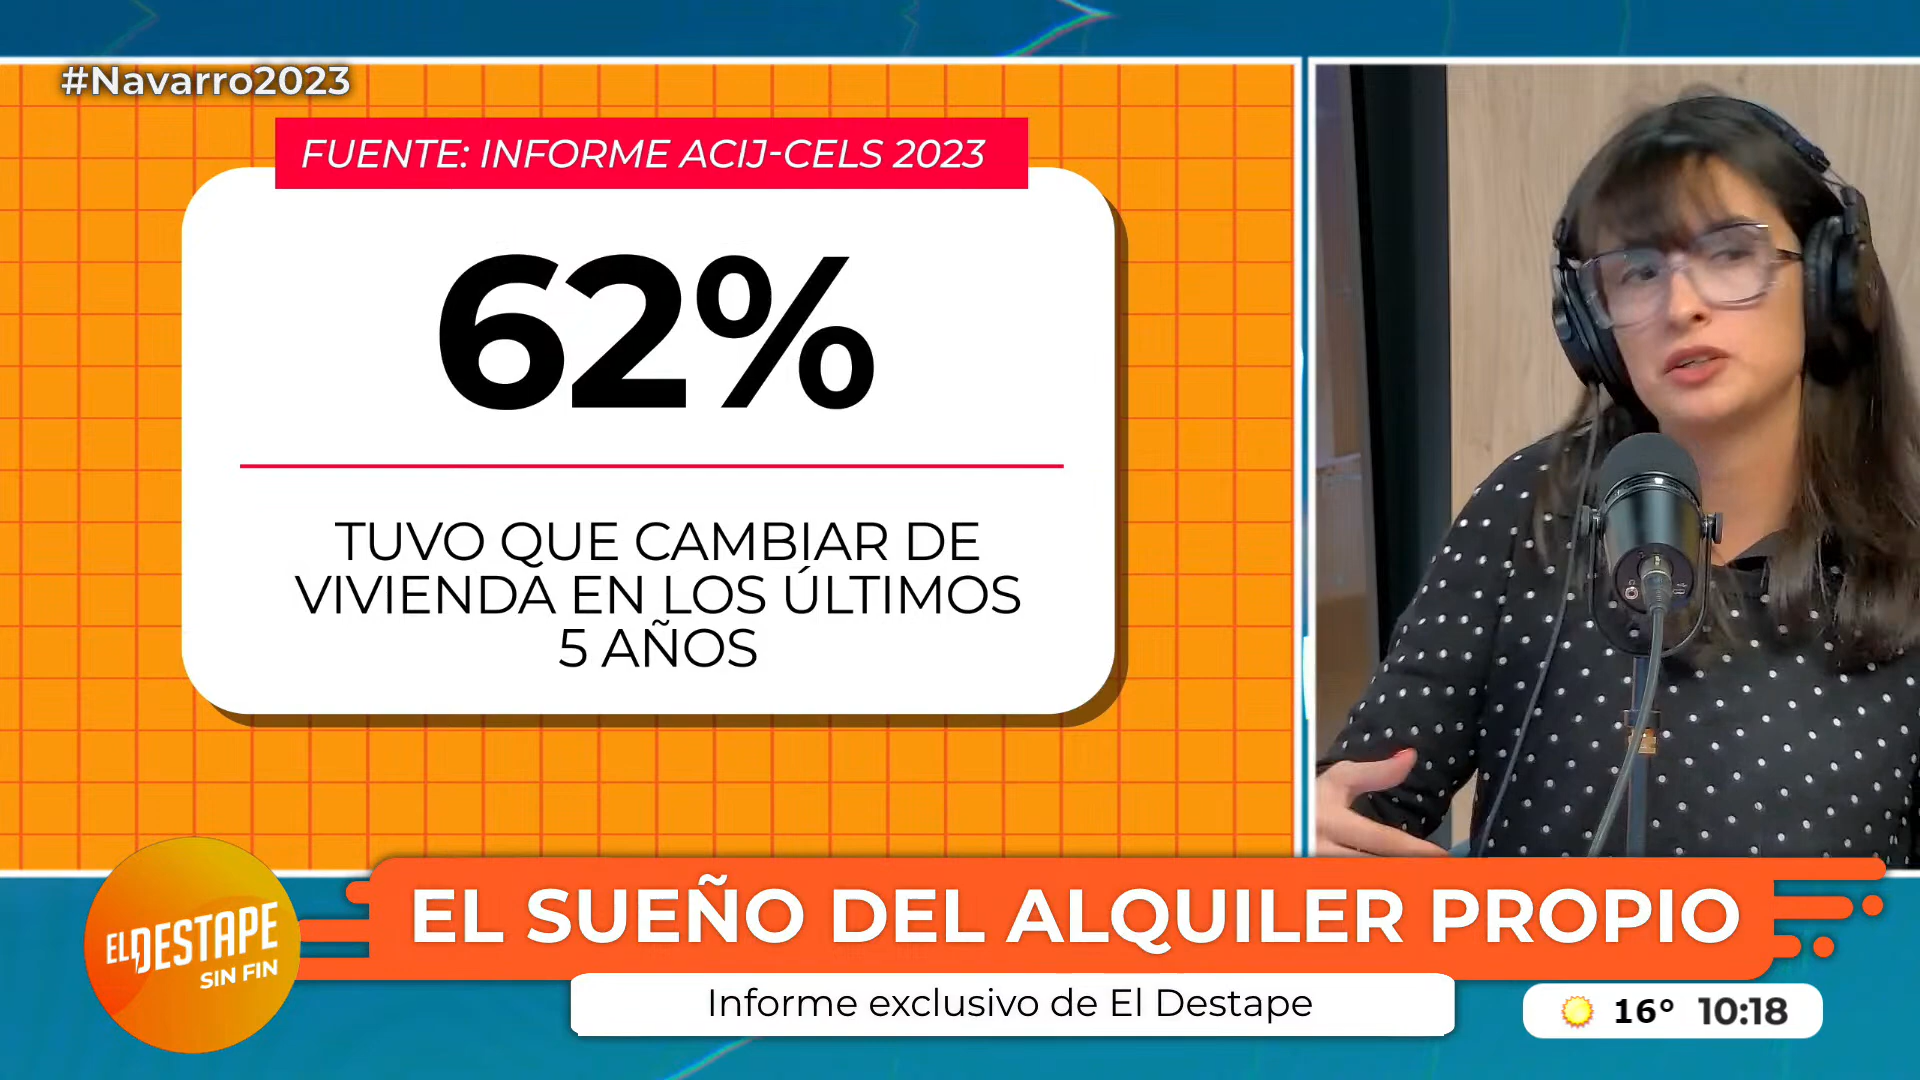 #Navarro2023
FUENTE: INFORME ACIJ-CELS 2023
62%
TUVO QUE CAMBIAR DE
VIVIENDA EN LOS ÚLTIMOS
5 AÑOS
EL SUEÑO DEL ALQUILER PROPIO
EL DESTAPE
SIN FIN
Informe exclusivo de El Destape
16° 10:18